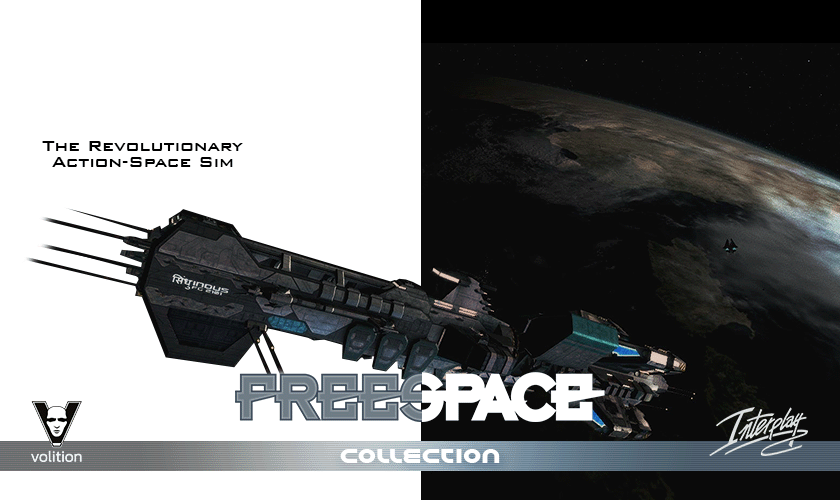 The Revolutionary
Action-Space Sim
FREESPACE
volition
COLLECTION
Interplay